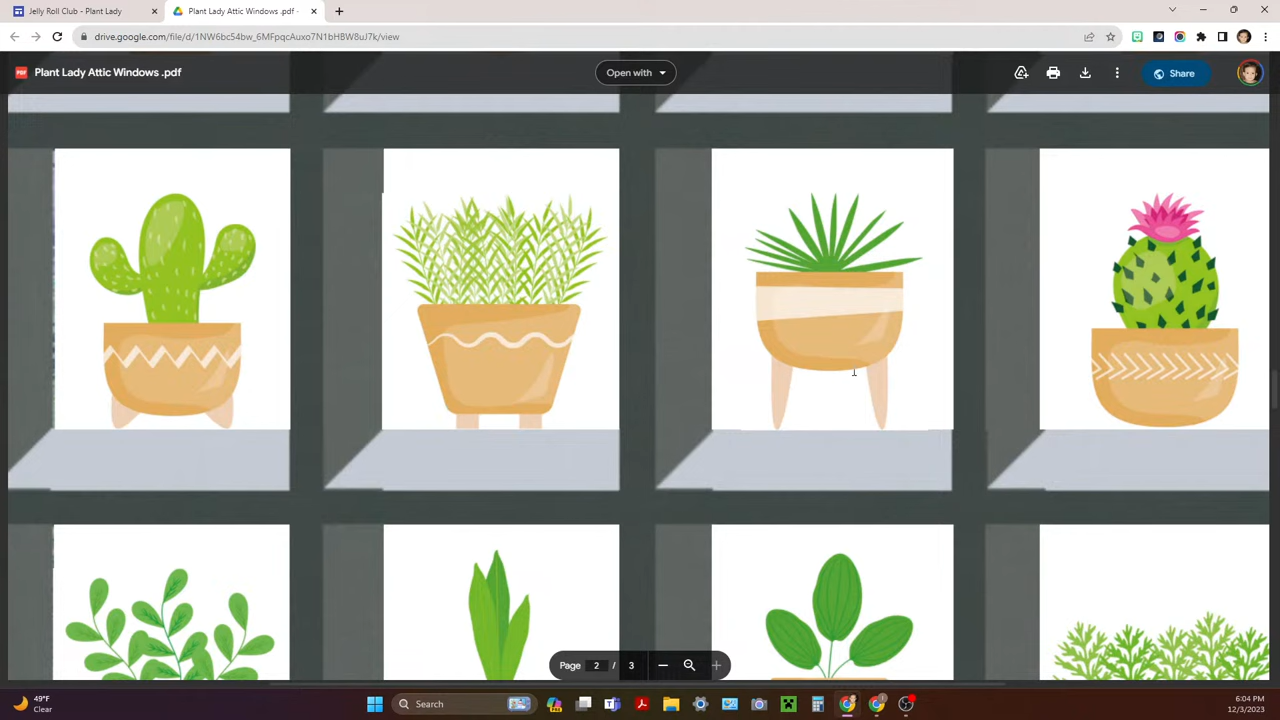 Jelly Roll Club - Plant Lady
Plant Lady Attic Windows .pdf -
drive.google.com/file/d/1NW6bc54bw_6MFpqcAuxo7N1bHBW8uJ7k/view
PDF
Plant Lady Attic Windows .pdf
Open with
Share
Page 2 / 3
49°F
Clear
Search
6:04 PM
12/3/2023